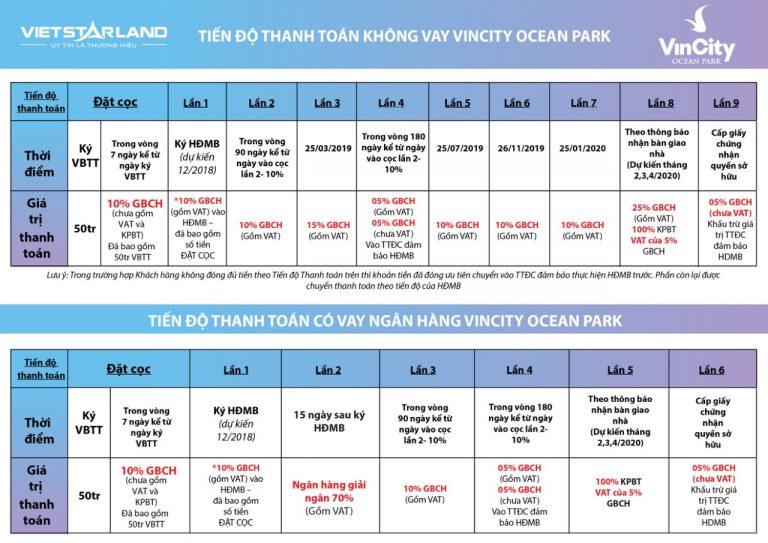 VIETSTARLAND
UY TÍN LÀ THƯƠNG HIỆU
TIẾN ĐỘ THANH TOÁN KHÔNG VAY VINCITY OCEAN PARK
VinCity
OCEAN PARK
Tiến độ
thanh toán
Đặt cọc
Lần 1
Lần 2
Lần 3
Lần 4
Lần 5
Lần 6
Lần 7
Lần 8
Lần 9
Thời
điểm
Ký
VBTT
Trong vòng
7 ngày kể từ
ngày ký
VBTT
Ký HĐMB
(dự kiến
12/2018)
Trong vòng
90 ngày kể từ
ngày vào cọc
lần 2- 10%
25/03/2019
Trong vòng 180
ngày kể từ ngày
vào cọc lần 2-
10%
25/07/2019
26/11/2019
25/01/2020
Theo thông báo
nhận bàn giao
nhà
(Dự kiến tháng
2,3,4/2020)
Cấp giấy
chứng nhận
quyền sở
hữu
Giá
trị
thanh
toán
50tr
10% GBCH
(chưa gồm
VAT và
KPBT)
Đã bao gồm
50tr VBTT
*10% GBCH
(gồm VAT) vào
HĐMB –
đã bao gồm
số tiền
ĐẶT CỌC
10% GBCH
(Gồm VAT)
15% GBCH
(Gồm VAT)
05% GBCH
(Gồm VAT)
05% GBCH
(chưa VAT)
Vào TTĐC đảm
bảo HĐMB
10% GBCH
(Gồm VAT)
10% GBCH
(Gồm VAT)
10% GBCH
(Gồm VAT)
25% GBCH
(Gồm VAT)
100% KPBT
VAT của 5%
GBCH
05% GBCH
(chưa VAT)
Khấu trừ giá
trị TTĐC
đảm bảo
HDMB
Lưu ý: Trong trường hợp Khách hàng không đóng đủ tiền theo Tiến độ Thanh toán trên thì khoản tiền đã đóng ưu tiên chuyển vào TTĐC đảm bảo thực hiện HĐMB trước. Phần còn lại được
chuyển thanh toán theo tiến độ của HĐMB
TIẾN ĐỘ THANH TOÁN CÓ VAY NGÂN HÀNG VINCITY OCEAN PARK
Tiến độ
thanh toán
Đặt cọc
Lần 1
Lần 2
Lần 3
Lần 4
Lần 5
Lần 6
Thời
điểm
Ký
VBTT
Trong vòng
7 ngày kể từ
ngày ký
VBTT
Ký HĐMB
(dự kiến
12/2018)
15 ngày sau ký
HĐMB
Trong vòng
90 ngày kể từ
ngày vào cọc
lần 2- 10%
Trong vòng 180
ngày kể từ ngày
vào cọc lần 2-
10%
Theo thông báo
nhận bàn giao
nhà
(Dự kiến tháng
2,3,4/2020)
Cấp giấy
chứng
nhận
quyền sở
hữu
Giá
trị
thanh
toán
50tr
10% GBCH
(chưa gồm
VAT và
KPBT)
Đã bao gồm
50tr VBTT
*10% GBCH
(gồm VAT) vào
HĐMB –
đã bao gồm
số tiền
ĐẶT CỌC
Ngân hàng giải
ngân 70%
(Gồm VAT)
10% GBCH
(Gồm VAT)
05% GBCH
(Gồm VAT)
05% GBCH
(chưa VAT)
Vào TTĐC đảm
bảo HĐMB
100% KPBT
VAT của 5%
GBCH
05% GBCH
(chưa VAT)
Khấu trừ giá
trị TTĐC
đảm bảo
HDMB